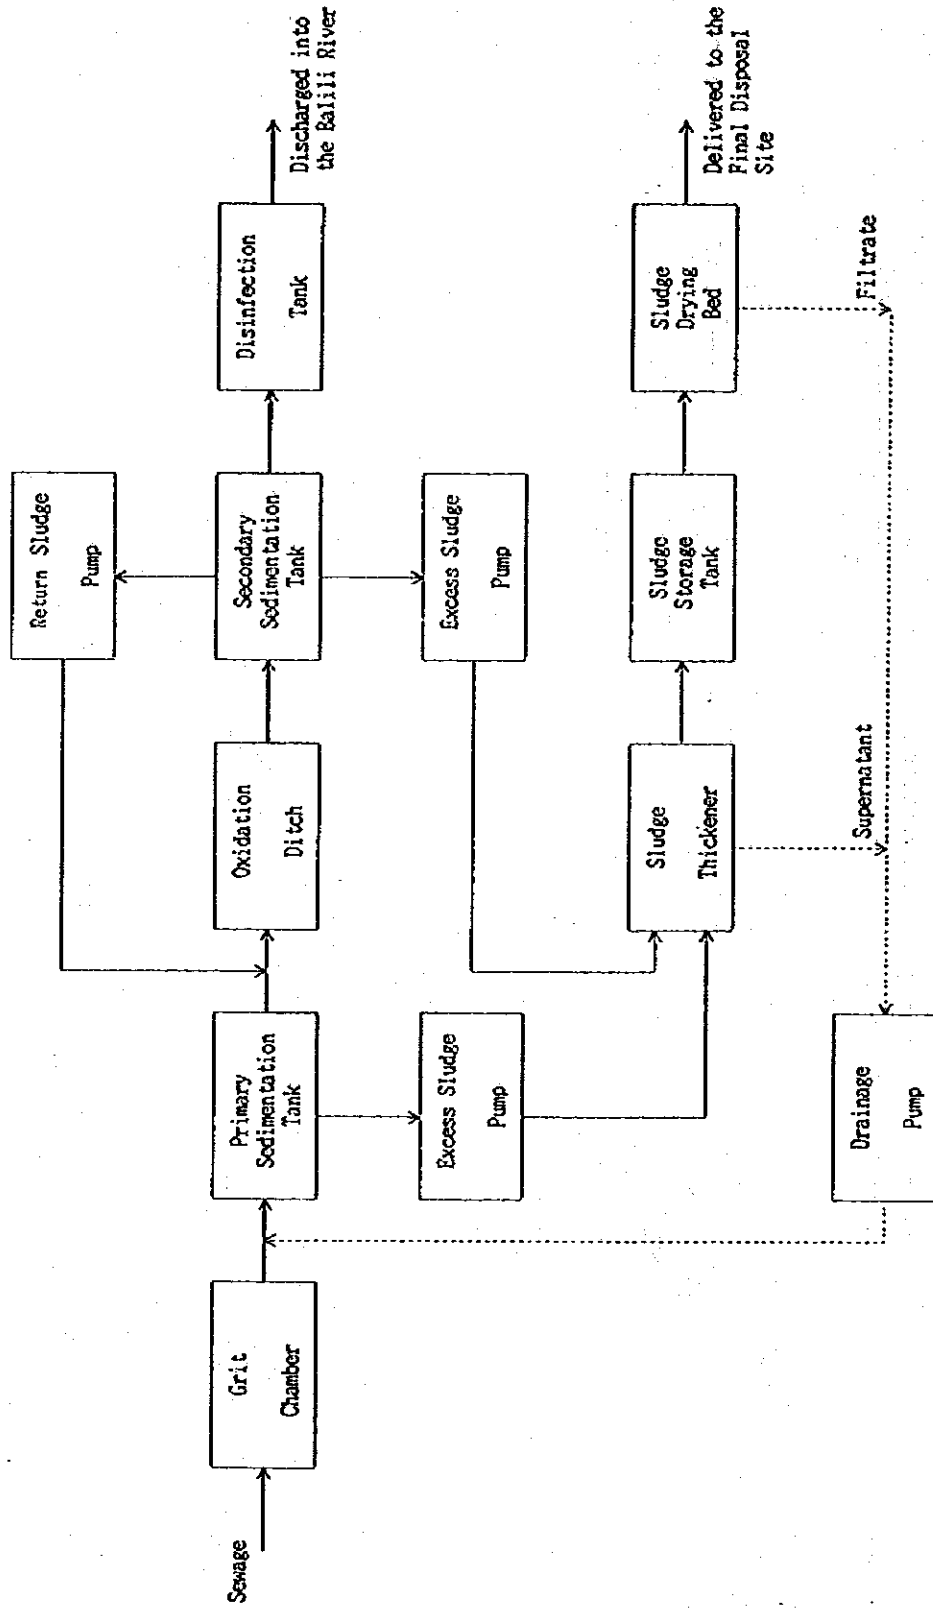 Sewage
Grit
Chamber
Primary
Sedimentation
Tank
Oxidation
Ditch
Secondary
Sedimentation
Tank
Disinfection
Tank
Discharged into
the Balili River
Return Sludge
Pump
Excess Sludge
Pump
Excess Sludge
Pump
Sludge
Thickener
Sludge
Storage
Tank
Sludge
Drying
Bed
Delivered to the
Final Disposal
Site
Supernatant
Filtrate
Drainage
Pump